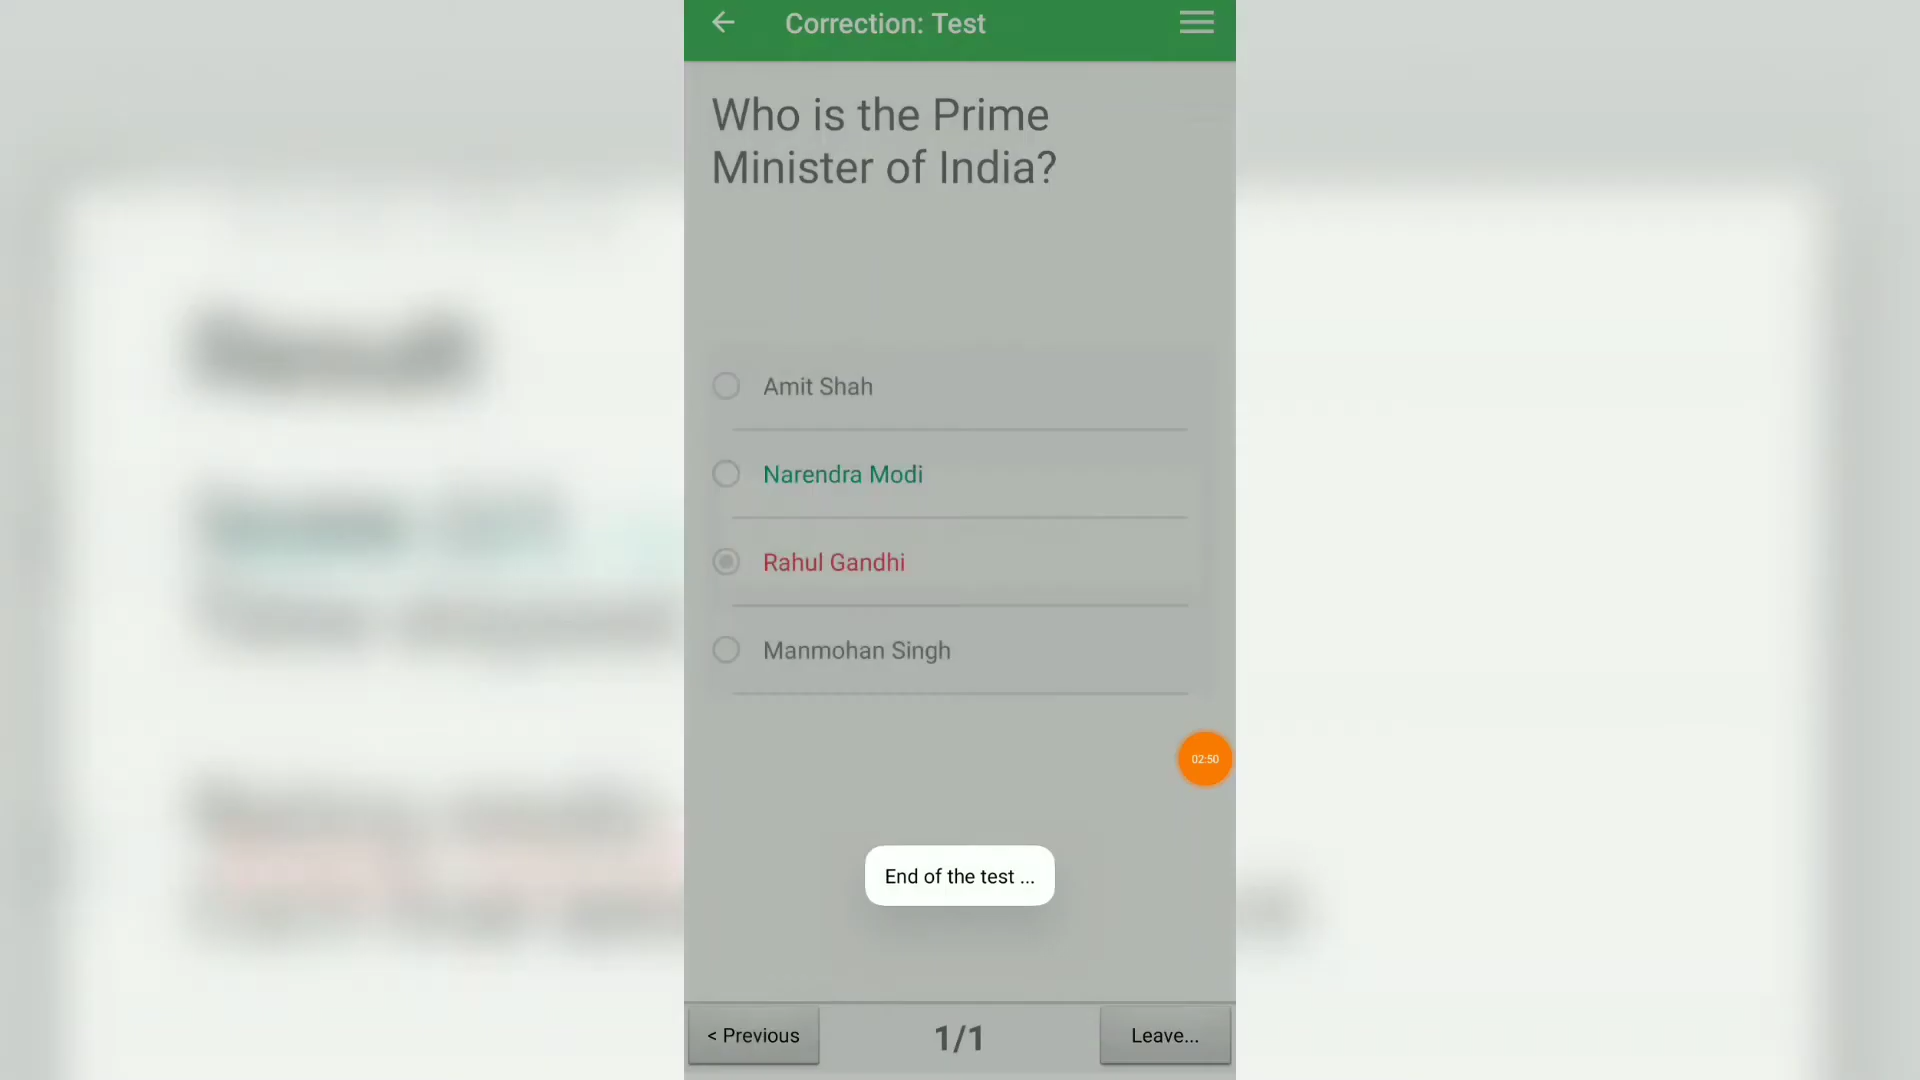 Correction: Test
Who is the Prime
Minister of India?
Amit Shah
Narendra Modi
Rahul Gandhi
Manmohan Singh
02:50
End of the test ...
< Previous
1/1
Leave...